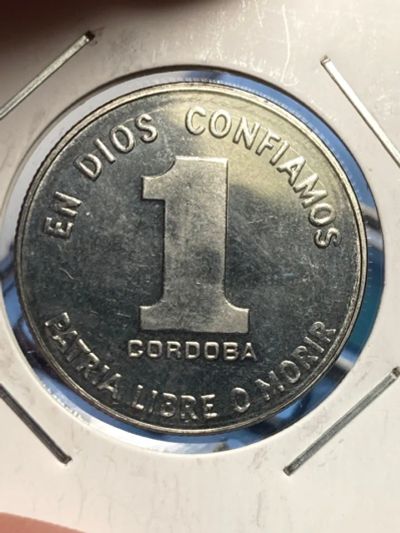 EN DIOS CONFIAMOS
1
CORDOBA
PATRIA LIBRE O MORIR